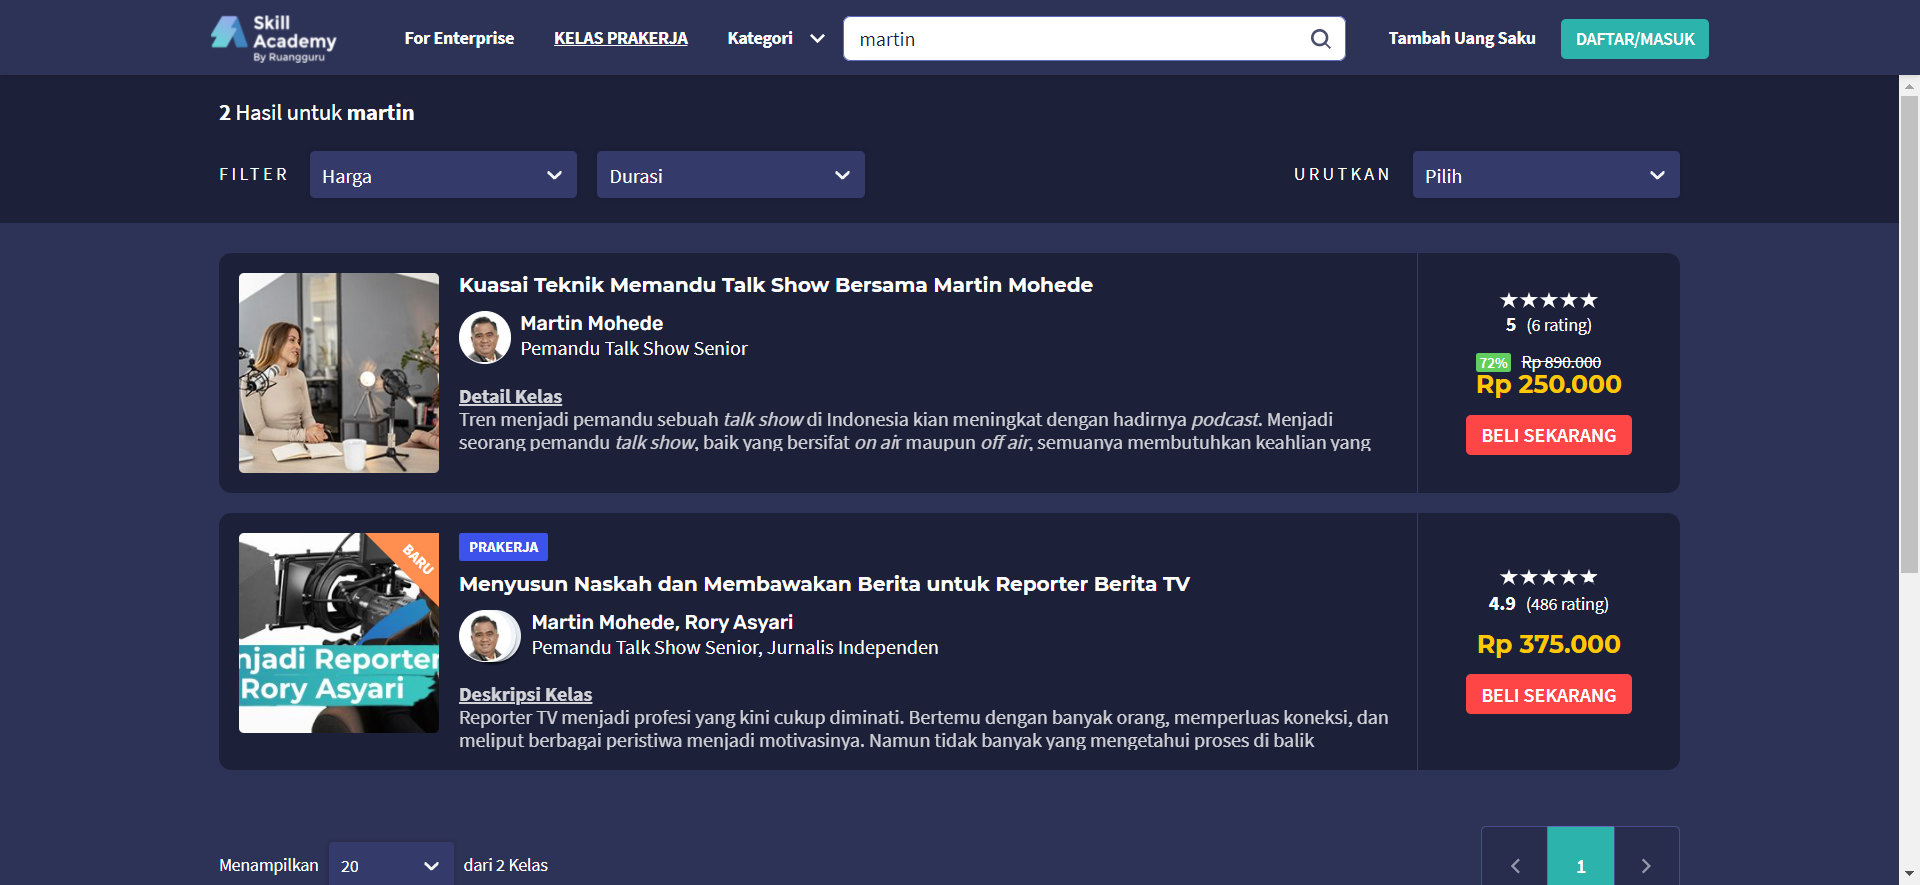 Skill
Academy
By Ruangguru
For Enterprise
KELAS PRAKERJA
Kategori
martin
Tambah Uang Saku
DAFTAR/MASUK
2 Hasil untuk martin
FILTER
Harga
Durasi
URUTKAN
Pilih
Kuasai Teknik Memandu Talk Show Bersama Martin Mohede
Martin Mohede
Pemandu Talk Show Senior
Detail Kelas
Tren menjadi pemandu sebuah talk show di Indonesia kian meningkat dengan hadirnya podcast. Menjadi
seorang pemandu talk show, baik yang bersifat on air maupun off air, semuanya membutuhkan keahlian yang
5 (6 rating)
72% Rp 890.000
Rp 250.000
BELI SEKARANG
BARU
njadi Reporter
Rory Asyari
PRAKERJA
Menyusun Naskah dan Membawakan Berita untuk Reporter Berita TV
Martin Mohede, Rory Asyari
Pemandu Talk Show Senior, Jurnalis Independen
Deskripsi Kelas
Reporter TV menjadi profesi yang kini cukup diminati. Bertemu dengan banyak orang, memperluas koneksi, dan
meliput berbagai peristiwa menjadi motivasinya. Namun tidak banyak yang mengetahui proses di balik
4.9 (486 rating)
Rp 375.000
BELI SEKARANG
Menampilkan 20 dari 2 Kelas
1